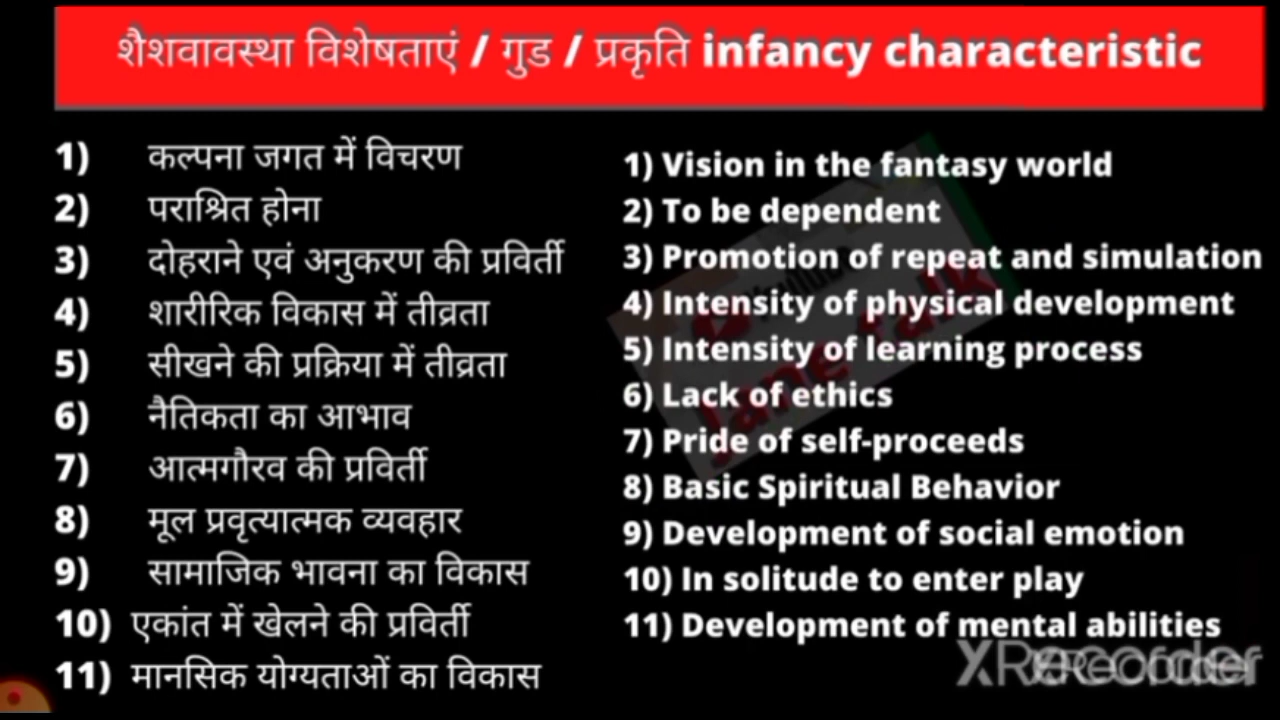 शैशवावस्था विशेषताएं / गुड / प्रकृति infancy characteristic
1) कल्पना जगत में विचरण
2) पराश्रित होना
3) दोहराने एवं अनुकरण की प्रविर्ती
4) शारीरिक विकास में तीव्रता
5) सीखने की प्रक्रिया में तीव्रता
6) नैतिकता का आभाव
7) आत्मगौरव की प्रविर्ती
8) मूल प्रवृत्यात्मक व्यवहार
9) सामाजिक भावना का विकास
10) एकांत में खेलने की प्रविर्ती
11) मानसिक योग्यताओं का विकास
1) Vision in the fantasy world
2) To be dependent
3) Promotion of repeat and simulation
4) Intensity of physical development
5) Intensity of learning process
6) Lack of ethics
7) Pride of self-proceeds
8) Basic Spiritual Behavior
9) Development of social emotion
10) In solitude to enter play
11) Development of mental abilities
XRecorder